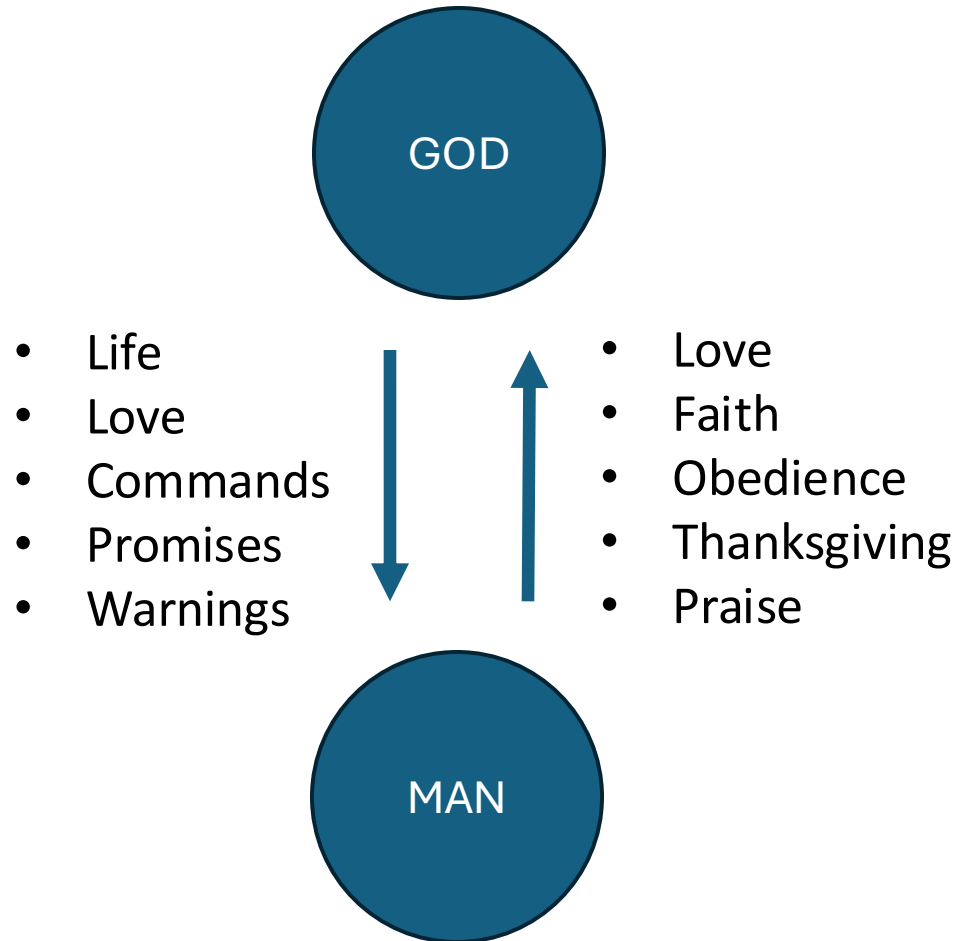 GOD
• Life
• Love
• Commands
• Promises
• Warnings
• Love
• Faith
• Obedience
• Thanksgiving
• Praise
MAN